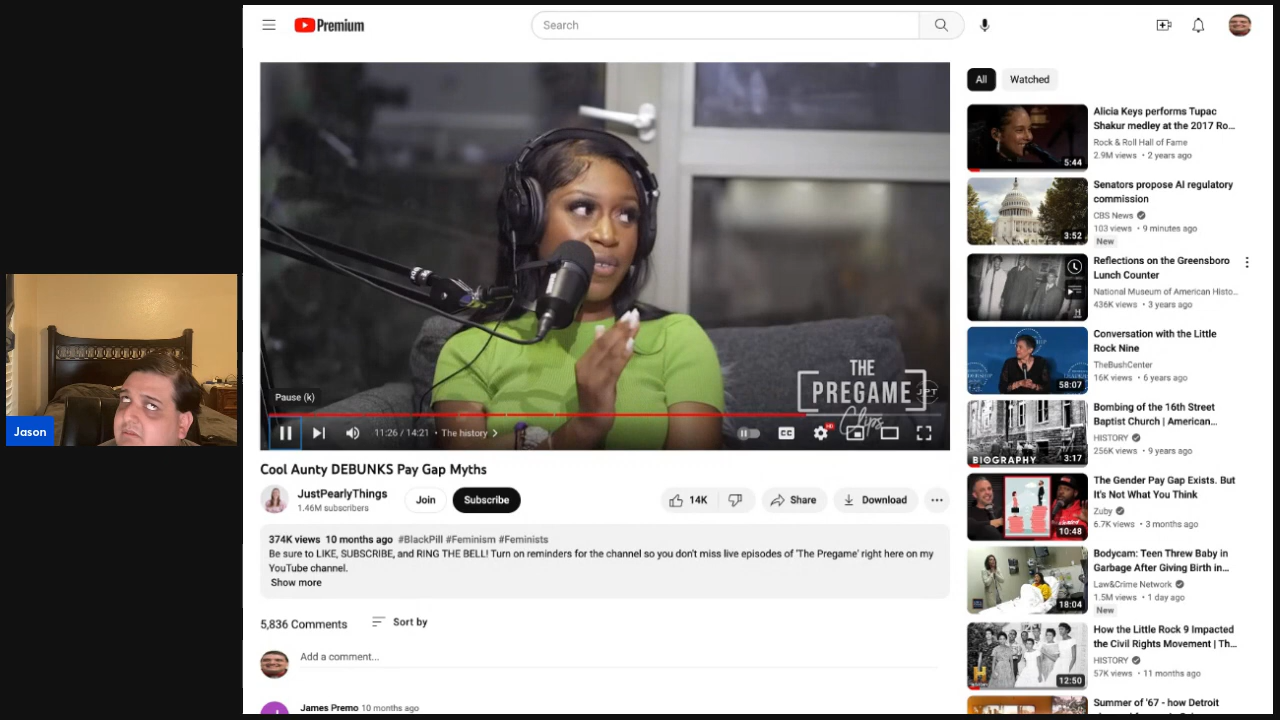 Premium
Search
All
Watched
Alicia Keys performs Tupac
Shakur medley at the 2017 Ro...
Rock & Roll Hall of Fame
2.9M views • 2 years ago
5:44
Senators propose AI regulatory
commission
CBS News
103 views • 9 minutes ago
New
3:52
Reflections on the Greensboro
Lunch Counter
National Museum of American Histo...
436K views • 3 years ago
Conversation with the Little
Rock Nine
TheBushCenter
16K views • 6 years ago
58:07
Bombing of the 16th Street
Baptist Church | American...
HISTORY
256K views • 9 years ago
BIOGRAPHY
3:17
The Gender Pay Gap Exists. But
It's Not What You Think
Zuby
6.7K views • 3 months ago
10:48
Bodycam: Teen Threw Baby in
Garbage After Giving Birth in...
Law&Crime Network
1.5M views • 1 day ago
New
18:04
How the Little Rock 9 Impacted
the Civil Rights Movement | Th...
HISTORY
57K views • 11 months ago
12:50
Summer of '67 - how Detroit
THE
PREGAME
Clips
JPT
Pause (k)
11:26 / 14:21 • The history
CC
HD
Jason
Cool Aunty DEBUNKS Pay Gap Myths
JustPearlyThings
1.46M subscribers
Join
Subscribe
14K
Share
Download
374K views 10 months ago #BlackPill #Feminism #Feminists
Be sure to LIKE, SUBSCRIBE, and RING THE BELL! Turn on reminders for the channel so you don't miss live episodes of 'The Pregame' right here on my
YouTube channel.
Show more
5,836 Comments
Sort by
Add a comment...
James Premo 10 months ago